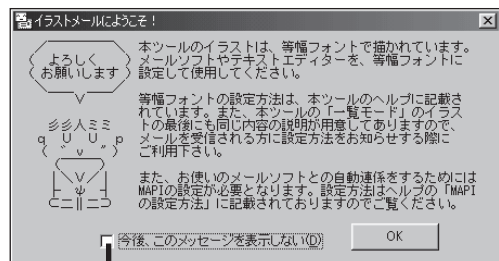 イラストメールにようこそ！
よろしく
お願いします
本ツールのイラストは、等幅フォントで描かれています。
メールソフトやテキストエディターを、等幅フォントに
設定して使用してください。
等幅フォントの設定方法は、本ツールのヘルプに記載さ
れています。また、本ツールの「一覧モード」のイラス
トの最後にも同じ内容の説明が用意してありますので、
メールを受信される方に設定方法をお知らせする際に
ご利用下さい。
また、お使いのメールソフトとの自動連係をするためには
MAPIの設定が必要となります。設定方法はヘルプの「MAPI
の設定方法」に記載されておりますのでご覧ください。
今後、このメッセージを表示しない(D)
OK